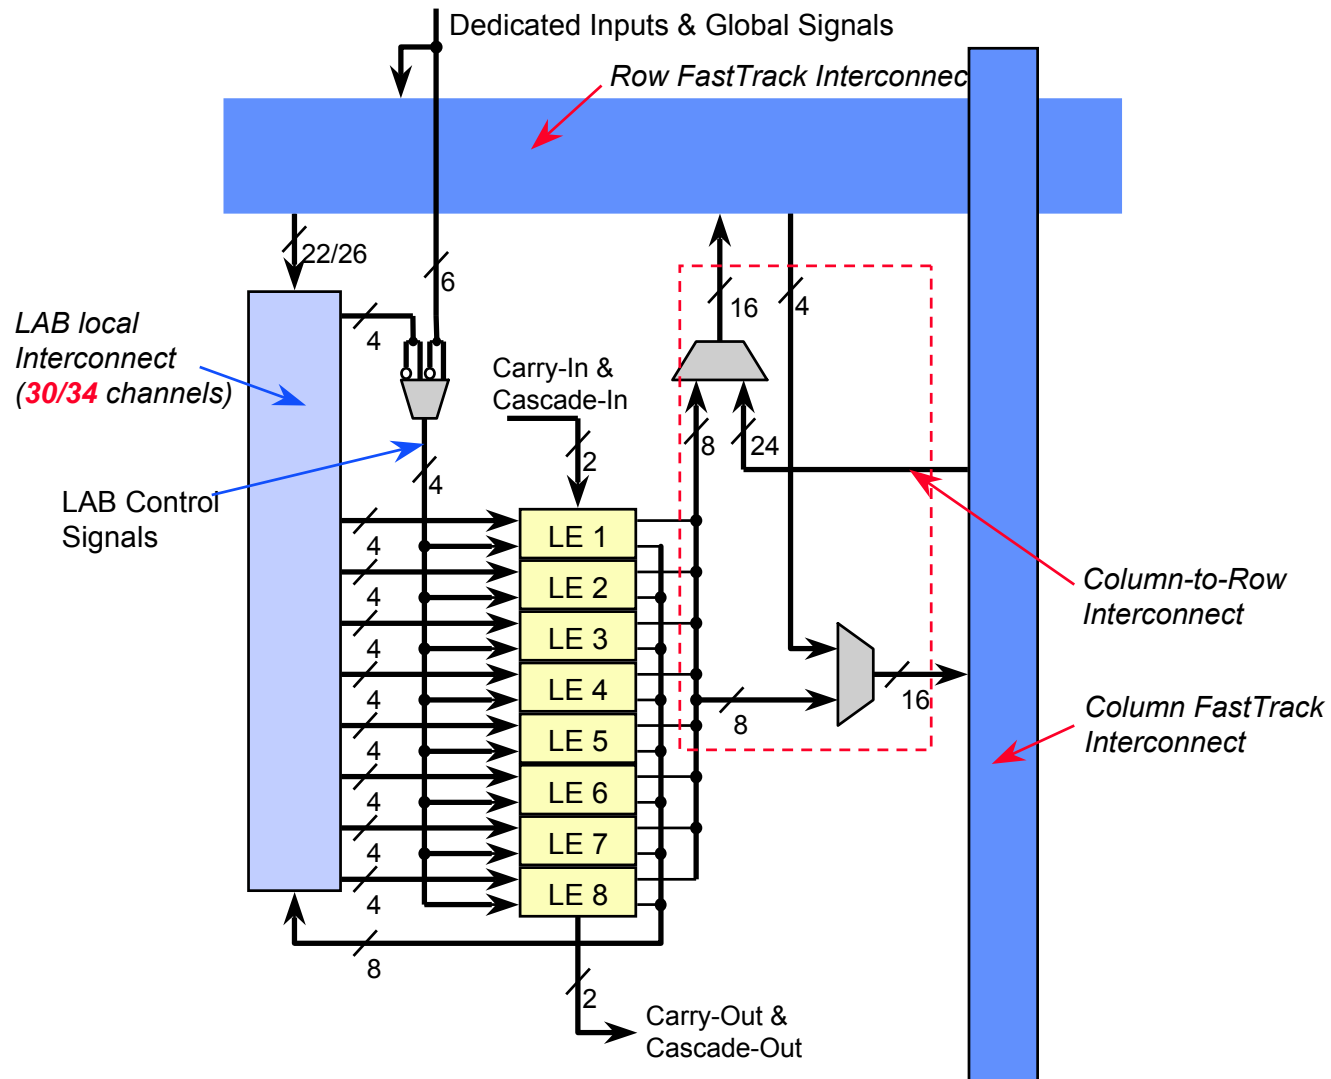 Dedicated Inputs & Global Signals
Row FastTrack Interconnec
22/26
6
16
4
LAB local
Interconnect
(30/34 channels)
4
Carry-In &
Cascade-In
8
24
2
4
LAB Control
Signals
4
LE 1
4
LE 2
4
LE 3
4
LE 4
4
LE 5
4
LE 6
4
LE 7
4
LE 8
Column-to-Row
Interconnect
16
8
Column FastTrack
Interconnect
8
2
Carry-Out &
Cascade-Out